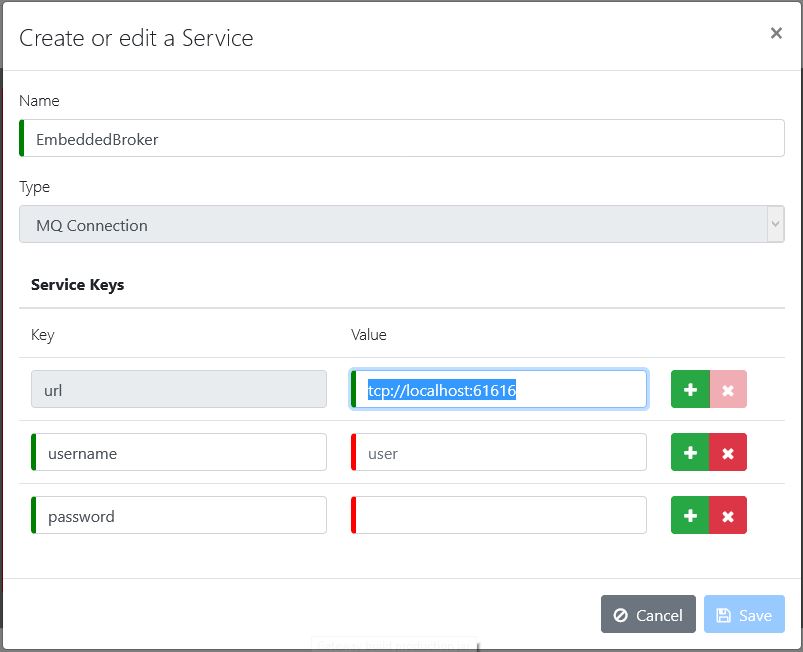 Create or edit a Service
×
Name
EmbeddedBroker
Type
MQ Connection
Service Keys
Key Value
url tcp://localhost:61616
username user
password
Cancel Save